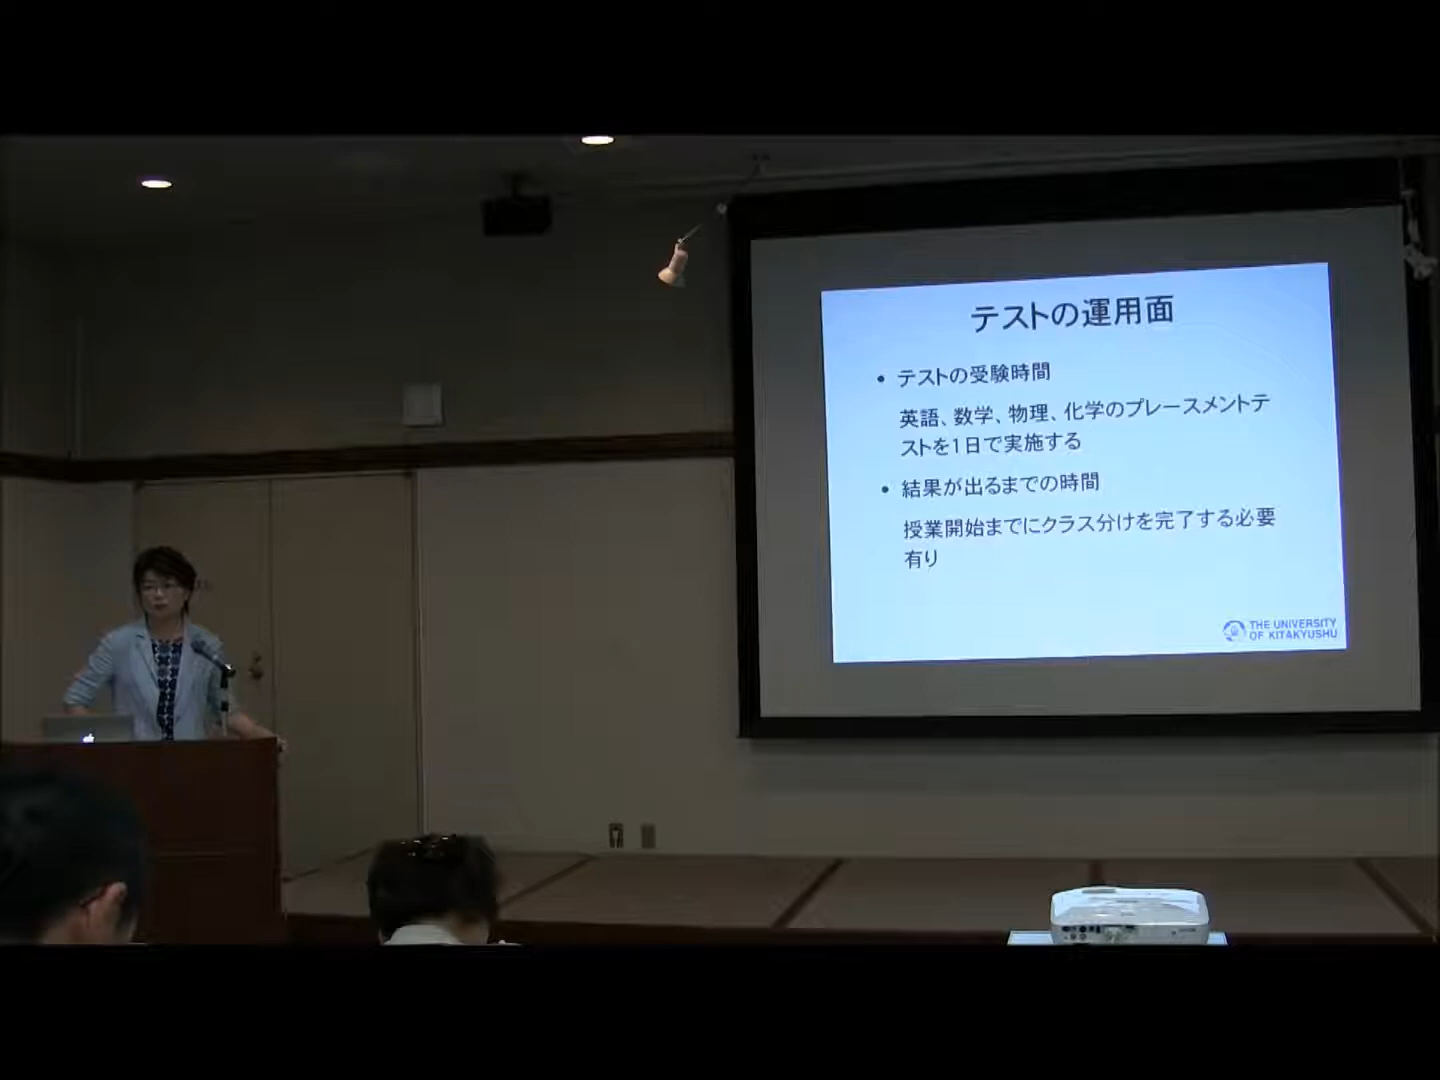 テストの運用面
• テストの受験時間
英語、数学、物理、化学のプレースメントテ
ストを1日で実施する
• 結果が出るまでの時間
授業開始までにクラス分けを完了する必要
有り
THE UNIVERSITY
OF KITAKYUSHU